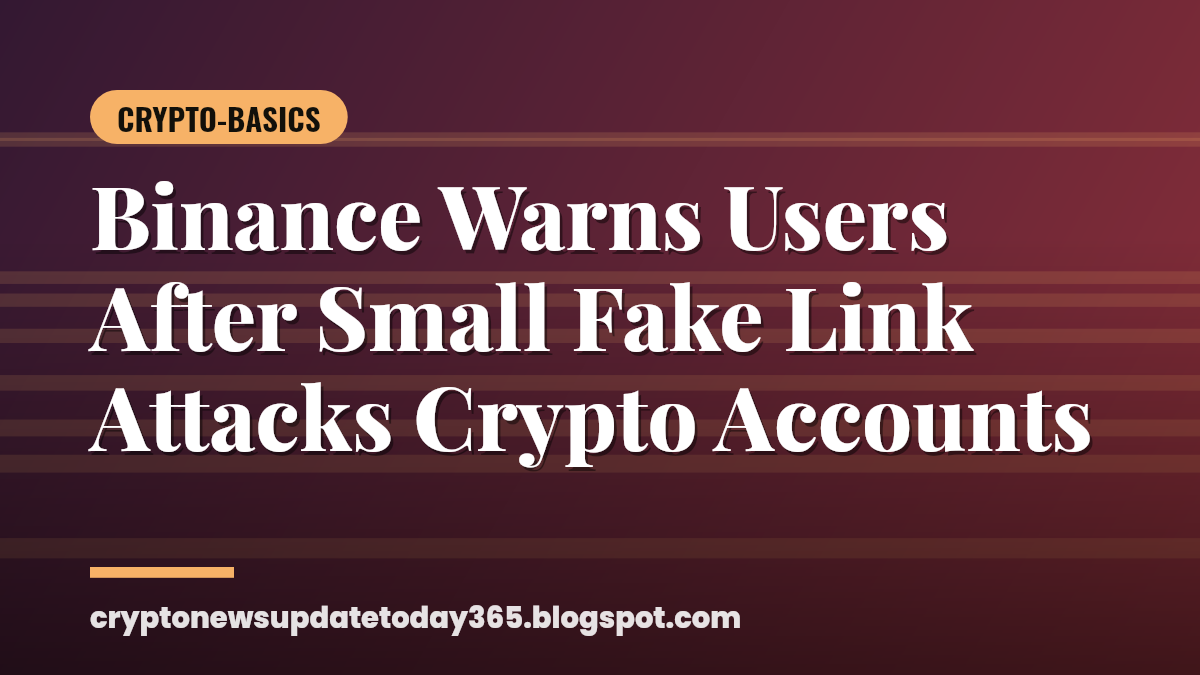 CRYPTO-BASICS
Binance Warns Users
After Small Fake Link
Attacks Crypto Accounts
cryptonewsupdatetoday365.blogspot.com